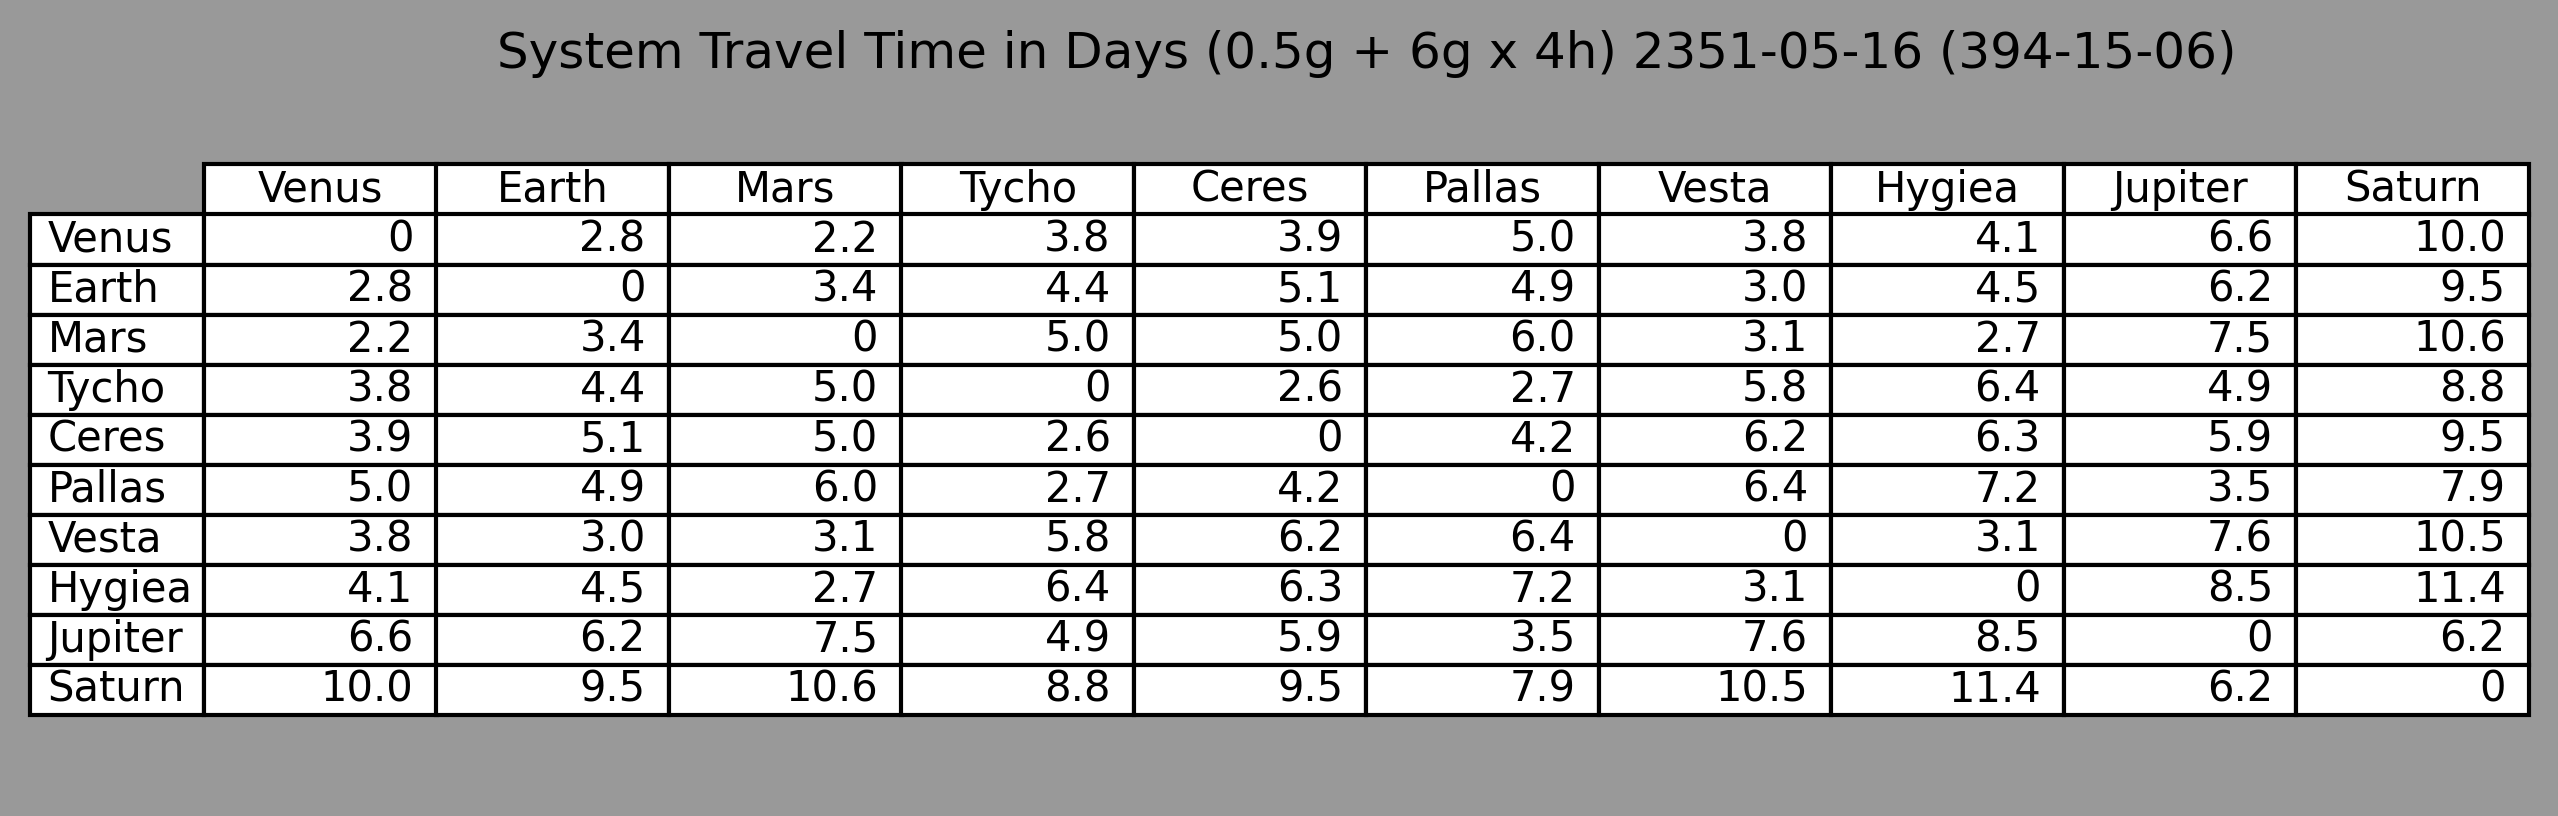 System Travel Time in Days (0.5g + 6g x 4h) 2351-05-16 (394-15-06)
Venus Earth Mars Tycho Ceres Pallas Vesta Hygiea Jupiter Saturn
Venus 0 2.8 2.2 3.8 3.9 5.0 3.8 4.1 6.6 10.0
Earth 2.8 0 3.4 4.4 5.1 4.9 3.0 4.5 6.2 9.5
Mars 2.2 3.4 0 5.0 5.0 6.0 3.1 2.7 7.5 10.6
Tycho 3.8 4.4 5.0 0 2.6 2.7 5.8 6.4 4.9 8.8
Ceres 3.9 5.1 5.0 2.6 0 4.2 6.2 6.3 5.9 9.5
Pallas 5.0 4.9 6.0 2.7 4.2 0 6.4 7.2 3.5 7.9
Vesta 3.8 3.0 3.1 5.8 6.2 6.4 0 3.1 7.6 10.5
Hygiea 4.1 4.5 2.7 6.4 6.3 7.2 3.1 0 8.5 11.4
Jupiter 6.6 6.2 7.5 4.9 5.9 3.5 7.6 8.5 0 6.2
Saturn 10.0 9.5 10.6 8.8 9.5 7.9 10.5 11.4 6.2 0